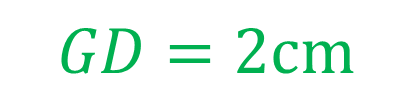 GD = 2cm